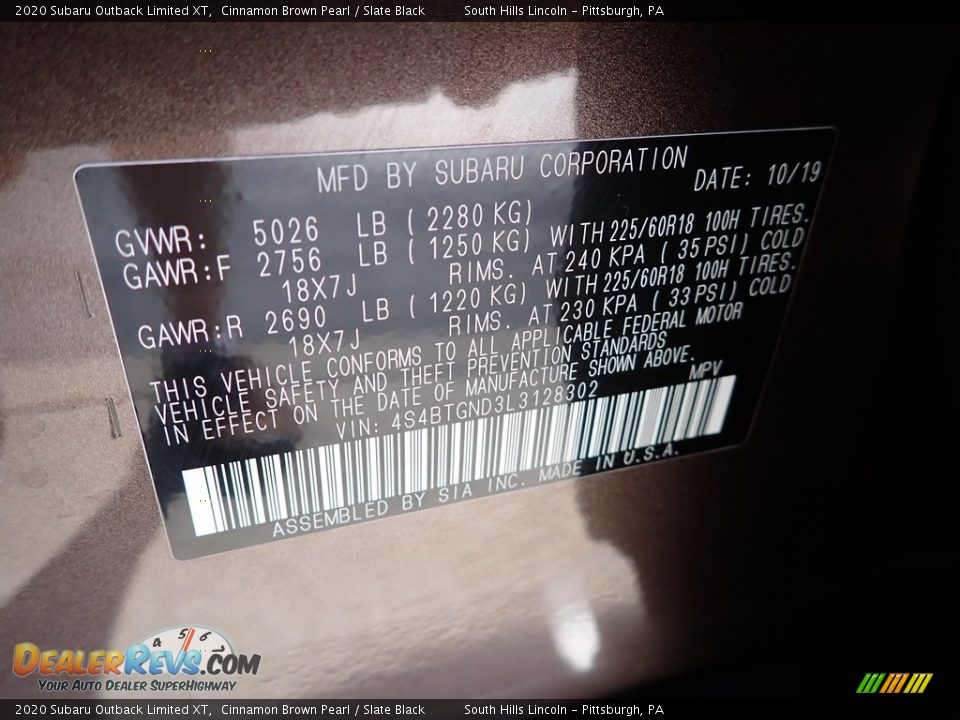 2020 Subaru Outback Limited XT, Cinnamon Brown Pearl / Slate Black South Hills Lincoln - Pittsburgh, PA
MFD BY SUBARU CORPORATION
DATE: 10/19
GVWR: 5026 LB ( 2280 KG)
GAWR:F 2756 LB ( 1250 KG) WITH 225/60R18 100H TIRES.
18X7J RIMS. AT 240 KPA ( 35 PSI) COLD
GAWR:R 2690 LB ( 1220 KG) WITH 225/60R18 100H TIRES.
18X7J RIMS. AT 230 KPA ( 33 PSI) COLD
THIS VEHICLE CONFORMS TO ALL APPLICABLE FEDERAL MOTOR
VEHICLE SAFETY AND THEFT PREVENTION STANDARDS
IN EFFECT ON THE DATE OF MANUFACTURE SHOWN ABOVE.
VIN: 4S4BTGND3L3128302 MPV
ASSEMBLED BY SIA INC. MADE IN U.S.A.
4 5 6 7
DealerRevs.com
Your Auto Dealer SuperHighway
2020 Subaru Outback Limited XT, Cinnamon Brown Pearl / Slate Black South Hills Lincoln - Pittsburgh, PA